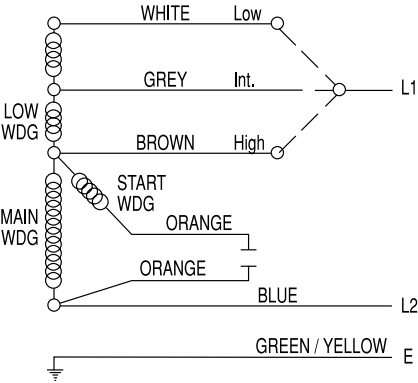 WHITE Low
GREY Int.
L1
LOW
WDG
BROWN High
START
WDG
MAIN
WDG
ORANGE
ORANGE
BLUE
L2
GREEN / YELLOW
E